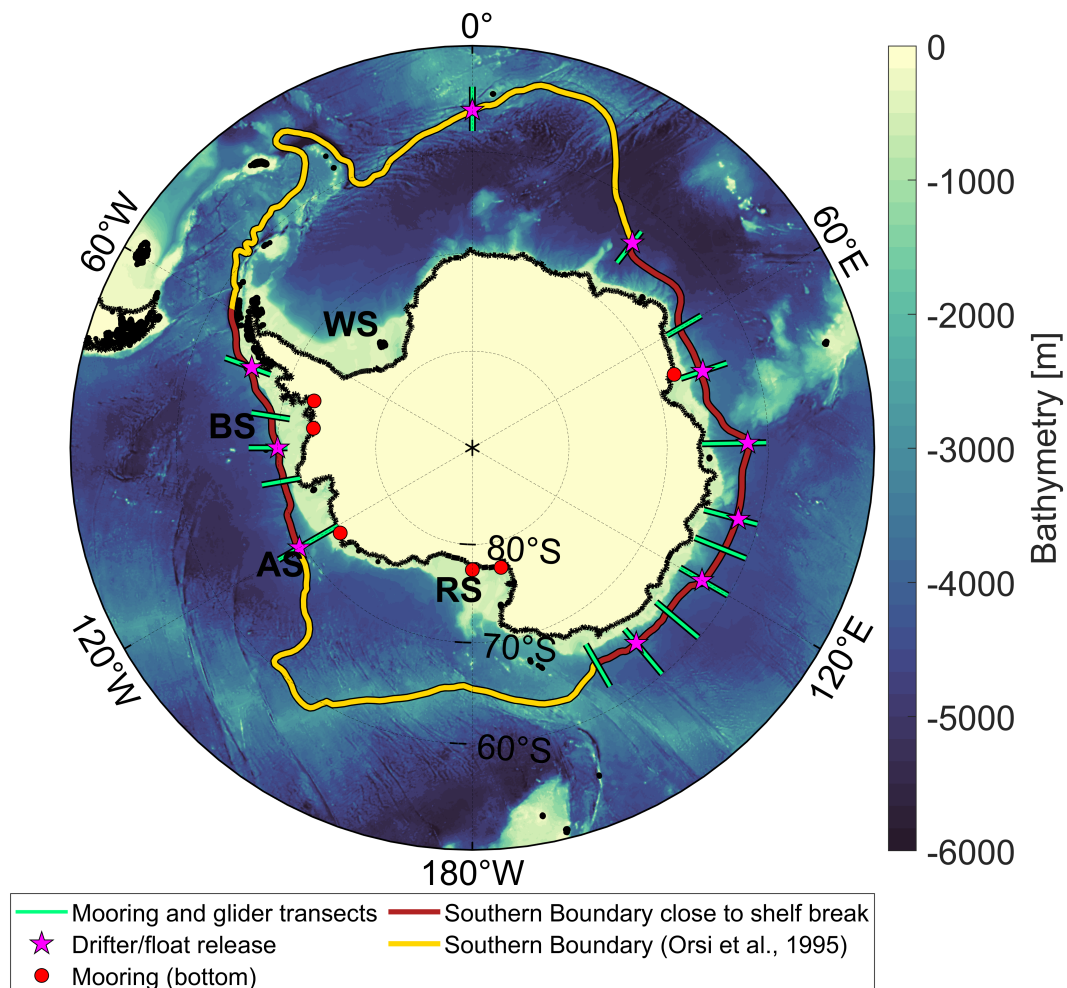 0°
60°W
60°E
WS
BS
AS
RS
80°S
70°S
60°S
120°W
120°E
180°W
0
-1000
-2000
-3000
-4000
-5000
-6000
Bathymetry [m]
Mooring and glider transects
Southern Boundary close to shelf break
Drifter/float release
Southern Boundary (Orsi et al., 1995)
Mooring (bottom)